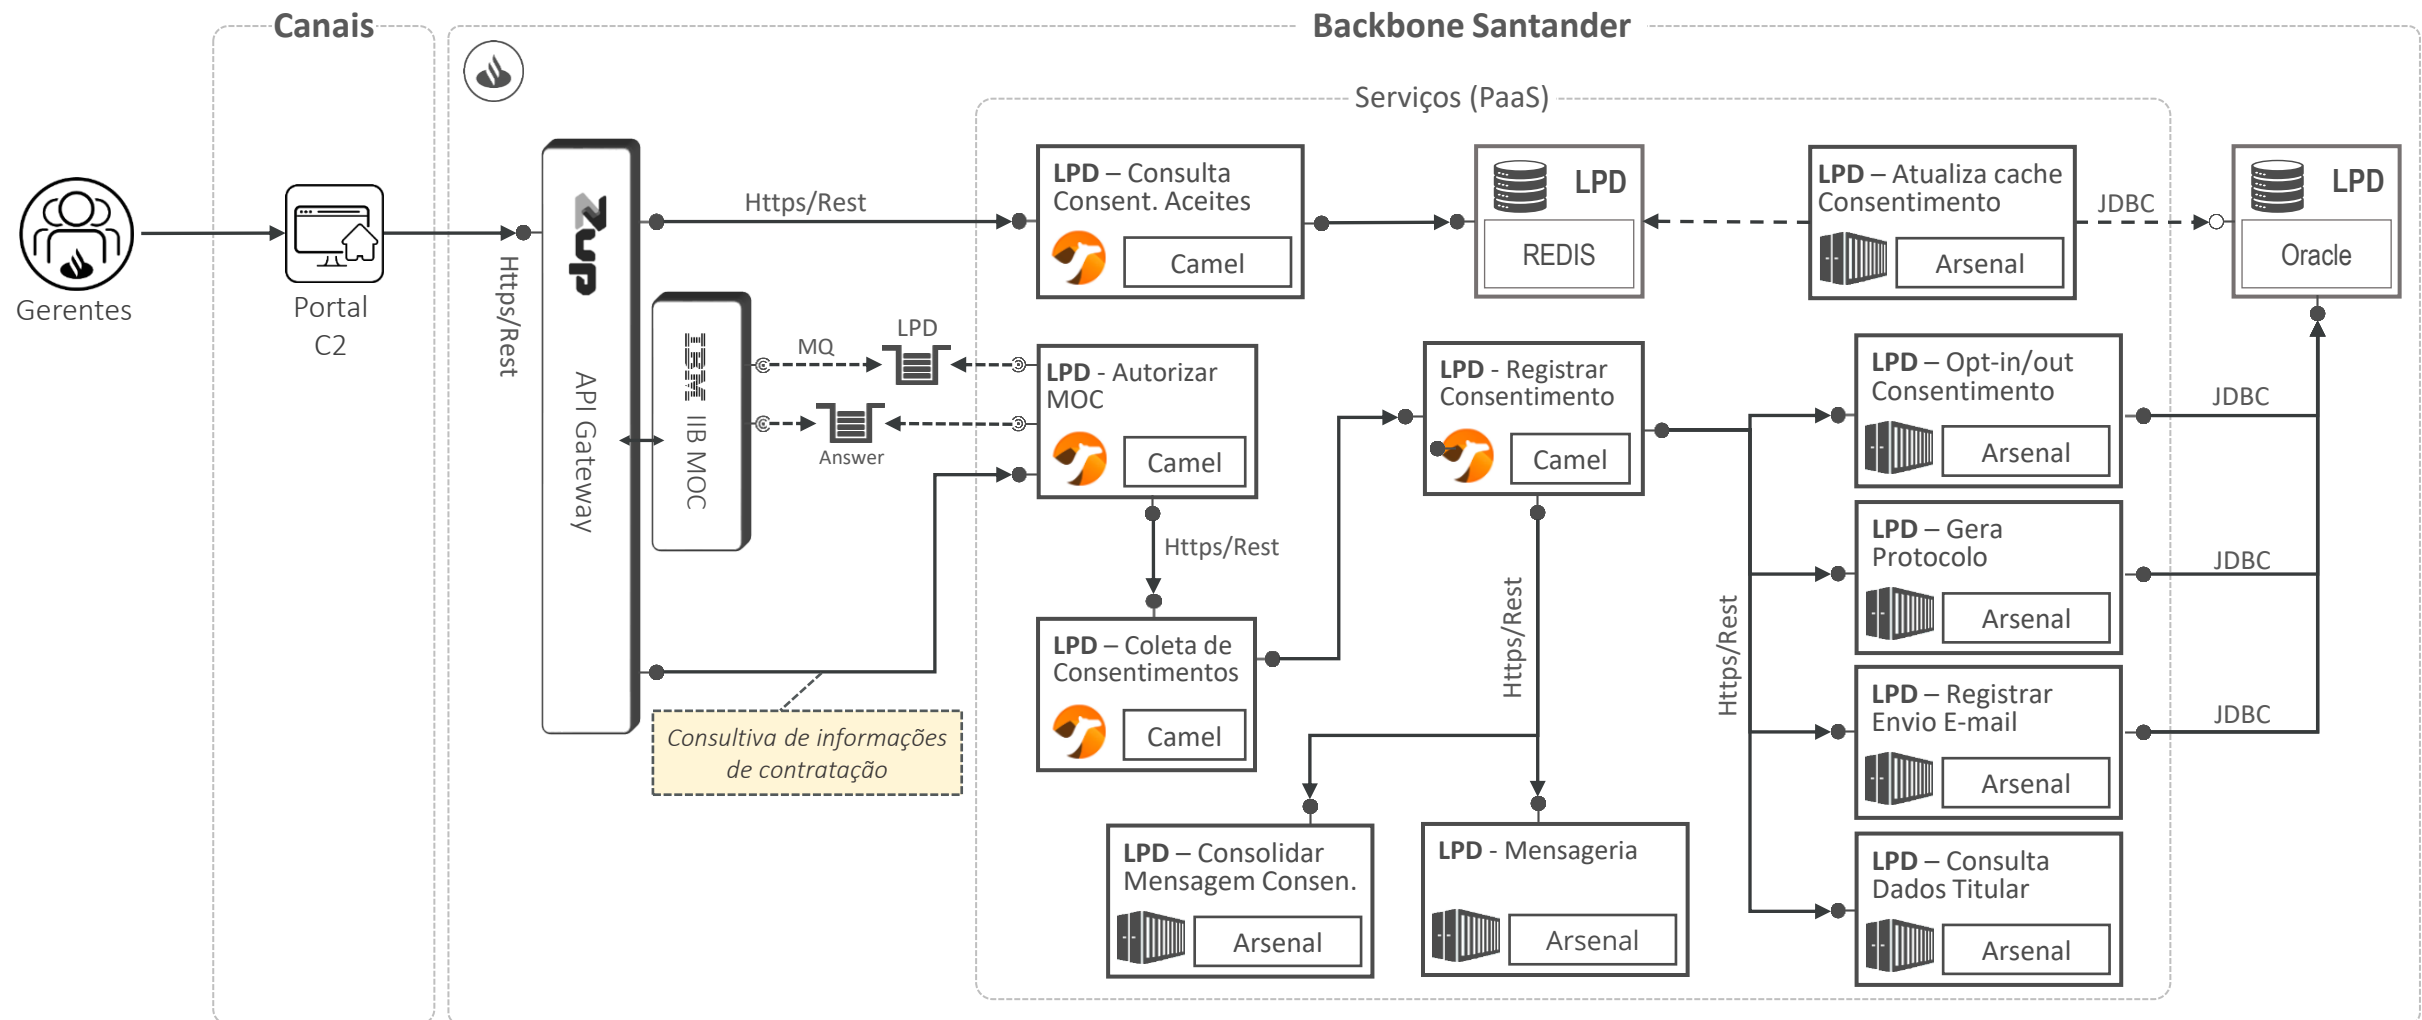 Canais
Backbone Santander
Serviços (PaaS)
Gerentes
Portal
C2
Https/Rest
ZUP
API Gateway
IBM IIB MOC
Https/Rest
MQ
LPD
Answer
Consultiva de informações
de contratação
LPD – Consulta
Consent. Aceites
Camel
LPD
REDIS
LPD – Atualiza cache
Consentimento
Arsenal
JDBC
LPD
Oracle
LPD - Autorizar
MOC
Camel
Https/Rest
LPD – Coleta de
Consentimentos
Camel
LPD - Registrar
Consentimento
Camel
Https/Rest
LPD – Consolidar
Mensagem Consen.
Arsenal
LPD - Mensageria
Arsenal
Https/Rest
LPD – Opt-in/out
Consentimento
Arsenal
JDBC
LPD – Gera
Protocolo
Arsenal
JDBC
LPD – Registrar
Envio E-mail
Arsenal
JDBC
LPD – Consulta
Dados Titular
Arsenal